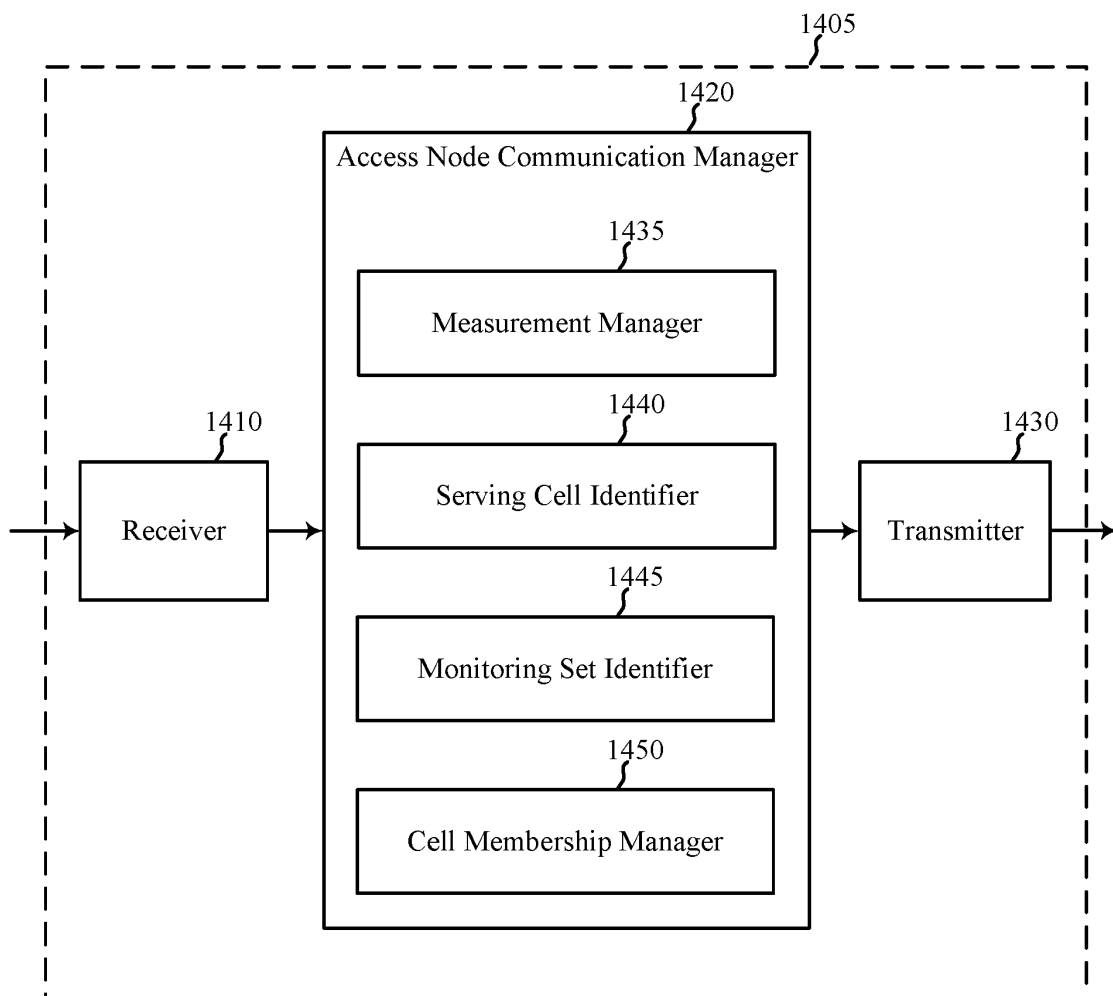 1405
1420
Access Node Communication Manager
1435
Measurement Manager
1440
Serving Cell Identifier
1410
Receiver
1430
Transmitter
1445
Monitoring Set Identifier
1450
Cell Membership Manager